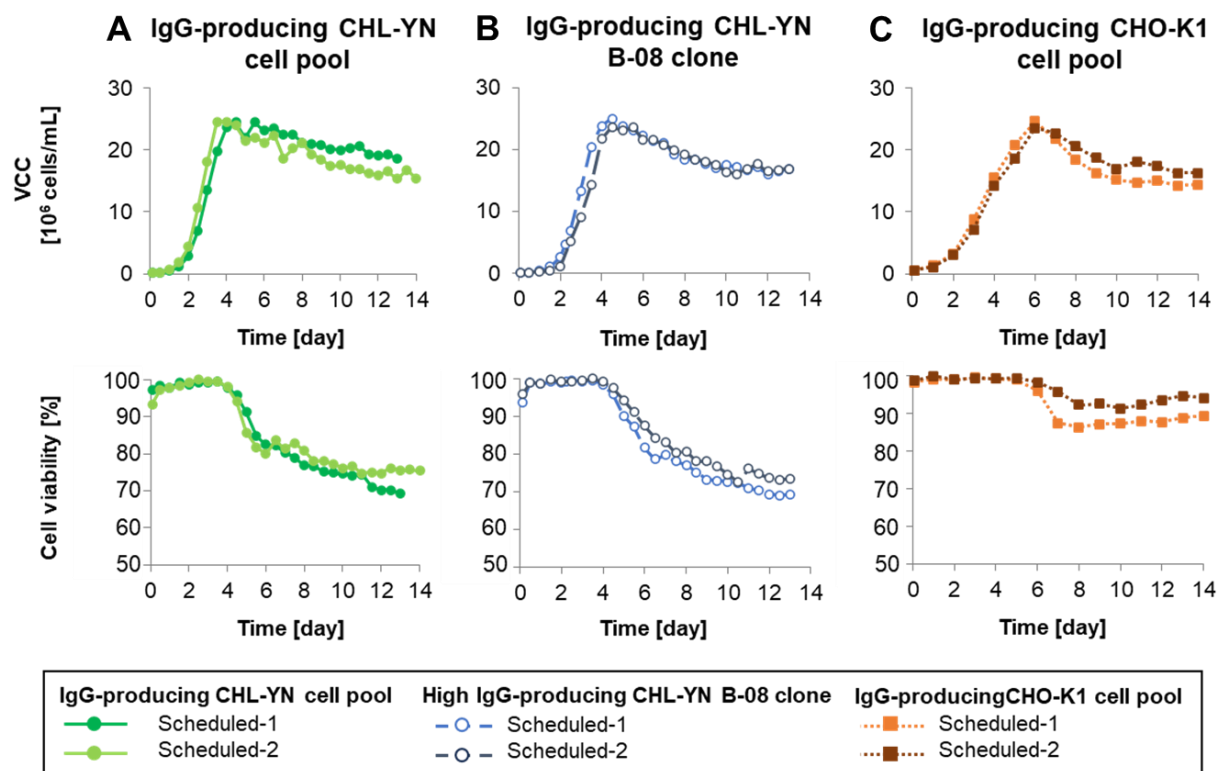 A IgG-producing CHL-YN
cell pool
B IgG-producing CHL-YN
B-08 clone
C IgG-producing CHO-K1
cell pool
VCC
[10⁶ cells/mL]
30
20
10
0
0 2 4 6 8 10 12 14
Time [day]
30
20
10
0
0 2 4 6 8 10 12 14
Time [day]
30
20
10
0
0 2 4 6 8 10 12 14
Time [day]
Cell viability [%]
100
90
80
70
60
50
0 2 4 6 8 10 12 14
Time [day]
100
90
80
70
60
50
0 2 4 6 8 10 12 14
Time [day]
100
90
80
70
60
50
0 2 4 6 8 10 12 14
Time [day]
IgG-producing CHL-YN cell pool
Scheduled-1
Scheduled-2
High IgG-producing CHL-YN B-08 clone
Scheduled-1
Scheduled-2
IgG-producingCHO-K1 cell pool
Scheduled-1
Scheduled-2